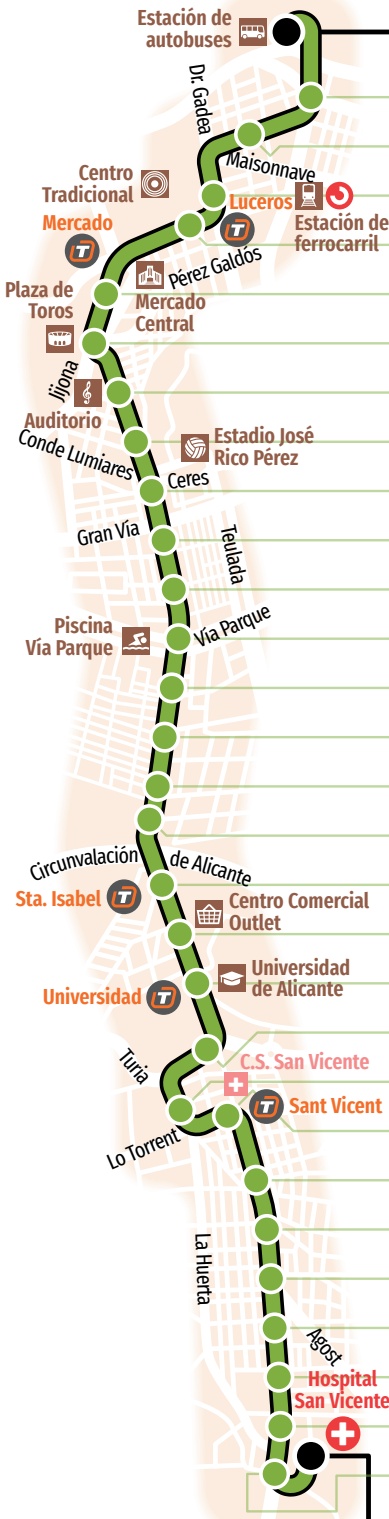 Estación de
autobuses
Dr. Gadea
Maisonnave
Centro
Tradicional
Luceros
Estación de
ferrocarril
Mercado
T
T
Pérez Galdós
Plaza de
Toros
Mercado
Central
Jijona
Auditorio
Conde Lumiares
Estadio José
Rico Pérez
Ceres
Gran Vía
Teulada
Piscina
Vía Parque
Vía Parque
Circunvalación
de Alicante
Sta. Isabel
T
Centro Comercial
Outlet
Universidad
T
Universidad
de Alicante
Turia
C.S. San Vicente
T
Sant Vicent
Lo Torrent
La Huerta
Agost
Hospital
San Vicente